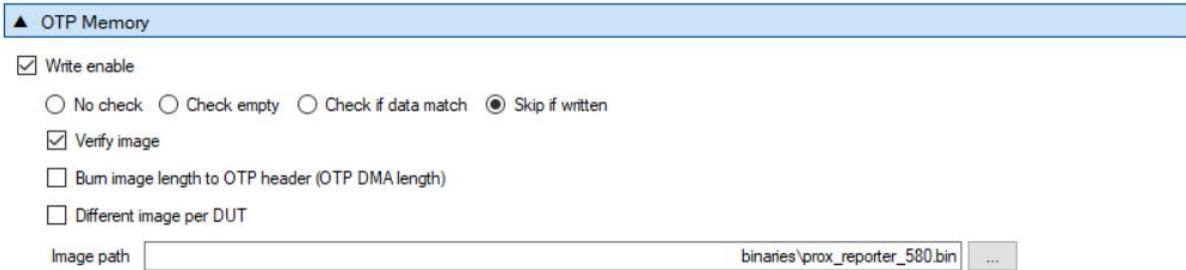 OTP Memory
Write enable
No check Check empty Check if data match Skip if written
Verify image
Burn image length to OTP header (OTP DMA length)
Different image per DUT
Image path binaries\prox_reporter_580.bin ...